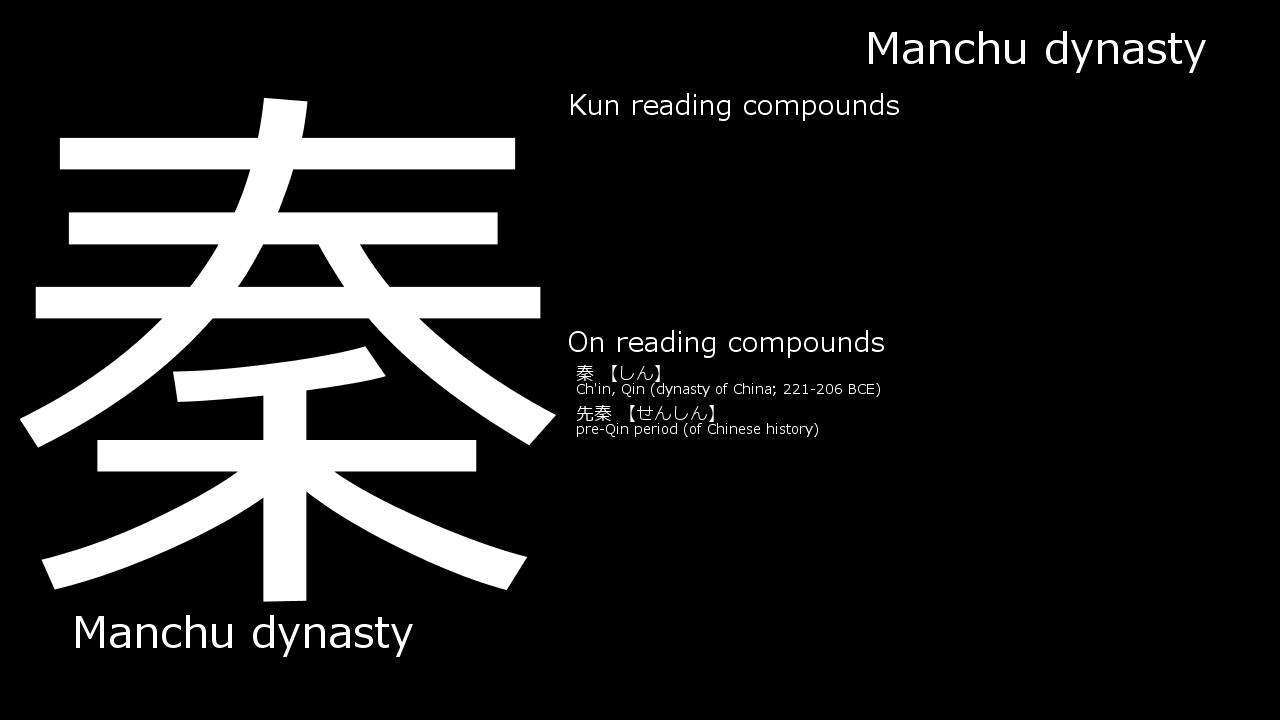 Manchu dynasty
秦
Manchu dynasty
Kun reading compounds
On reading compounds
秦 【しん】
Ch'in, Qin (dynasty of China; 221-206 BCE)
先秦 【せんしん】
pre-Qin period (of Chinese history)